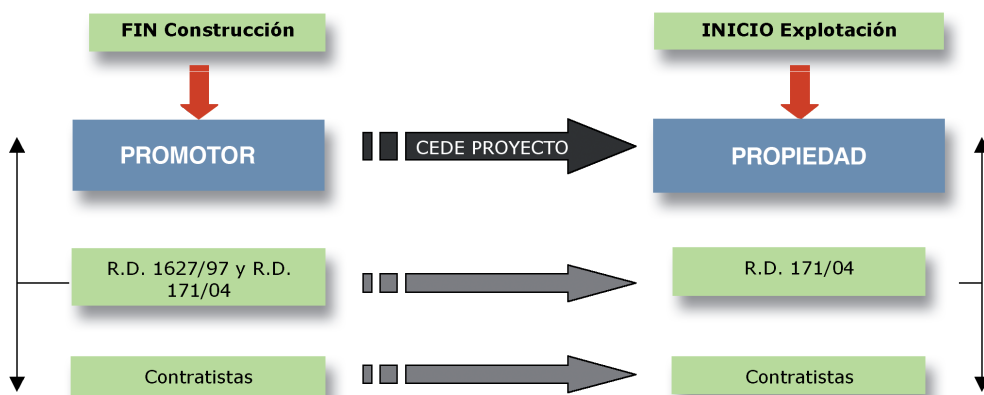 FIN Construcción
INICIO Explotación
PROMOTOR
CEDE PROYECTO
PROPIEDAD
R.D. 1627/97 y R.D.
171/04
R.D. 171/04
Contratistas
Contratistas